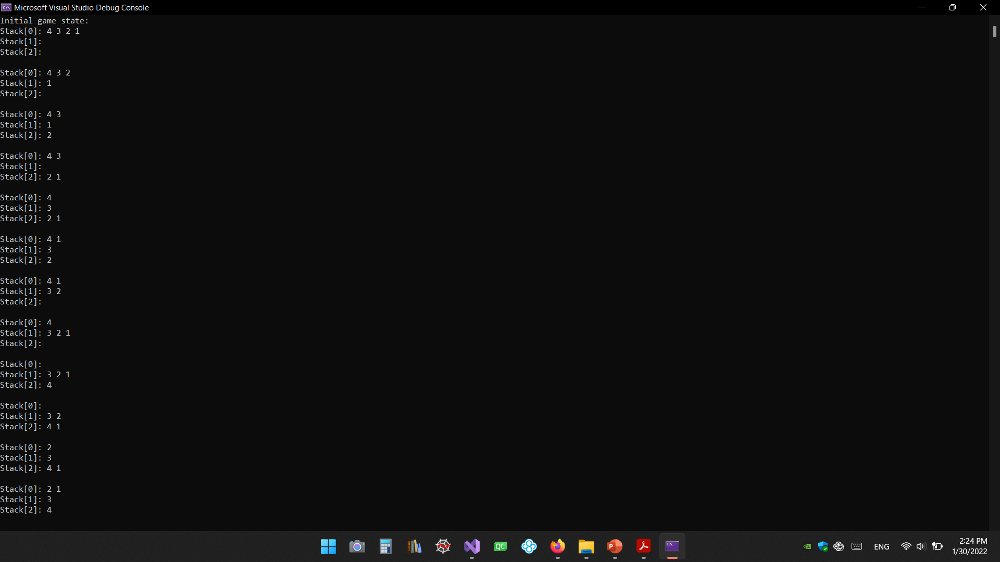 Microsoft Visual Studio Debug Console
Initial game state:
Stack[0]: 4 3 2 1
Stack[1]:
Stack[2]:
Stack[0]: 4 3 2
Stack[1]: 1
Stack[2]:
Stack[0]: 4 3
Stack[1]: 1
Stack[2]: 2
Stack[0]: 4 3
Stack[1]:
Stack[2]: 2 1
Stack[0]: 4
Stack[1]: 3
Stack[2]: 2 1
Stack[0]: 4 1
Stack[1]: 3
Stack[2]: 2
Stack[0]: 4 1
Stack[1]: 3 2
Stack[2]:
Stack[0]: 4
Stack[1]: 3 2 1
Stack[2]:
Stack[0]:
Stack[1]: 3 2 1
Stack[2]: 4
Stack[0]:
Stack[1]: 3 2
Stack[2]: 4 1
Stack[0]: 2
Stack[1]: 3
Stack[2]: 4 1
Stack[0]: 2 1
Stack[1]: 3
Stack[2]: 4
QC
P
ENG
2:24 PM
1/30/2022